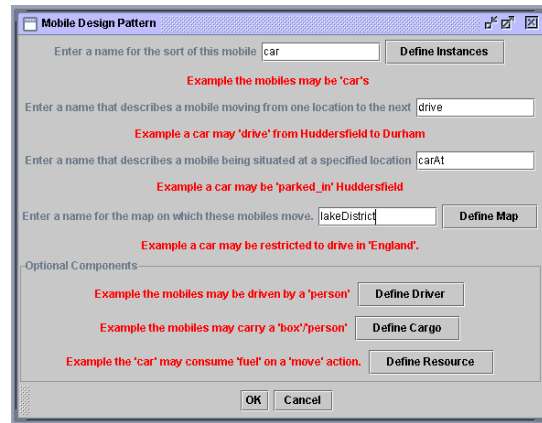 Mobile Design Pattern
Enter a name for the sort of this mobile car Define Instances
Example the mobiles may be 'car's
Enter a name that describes a mobile moving from one location to the next drive
Example a car may 'drive' from Huddersfield to Durham
Enter a name that describes a mobile being situated at a specified location carAt
Example a car may be 'parked_in' Huddersfield
Enter a name for the map on which these mobiles move. lakeDistrict Define Map
Example a car may be restricted to drive in 'England'.
Optional Components
Example the mobiles may be driven by a 'person' Define Driver
Example the mobiles may carry a 'box'/'person' Define Cargo
Example the 'car' may consume 'fuel' on a 'move' action. Define Resource
OK Cancel